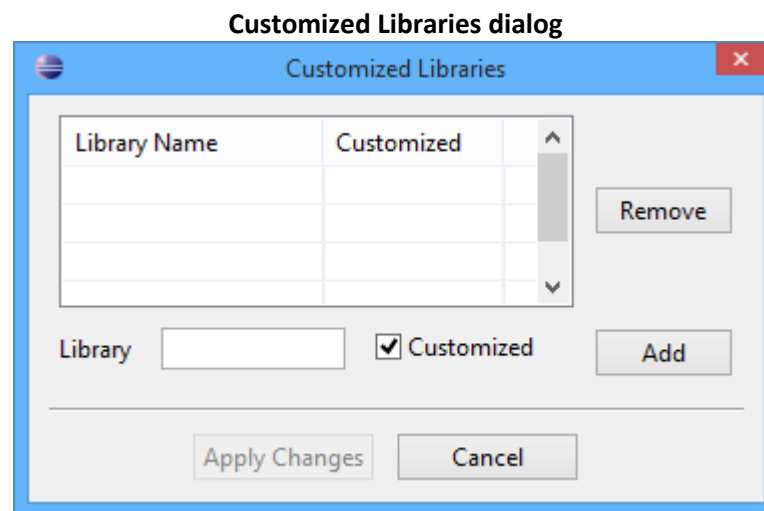 Customized Libraries dialog
Customized Libraries
Library Name Customized
Remove
Library Customized Add
Apply Changes Cancel